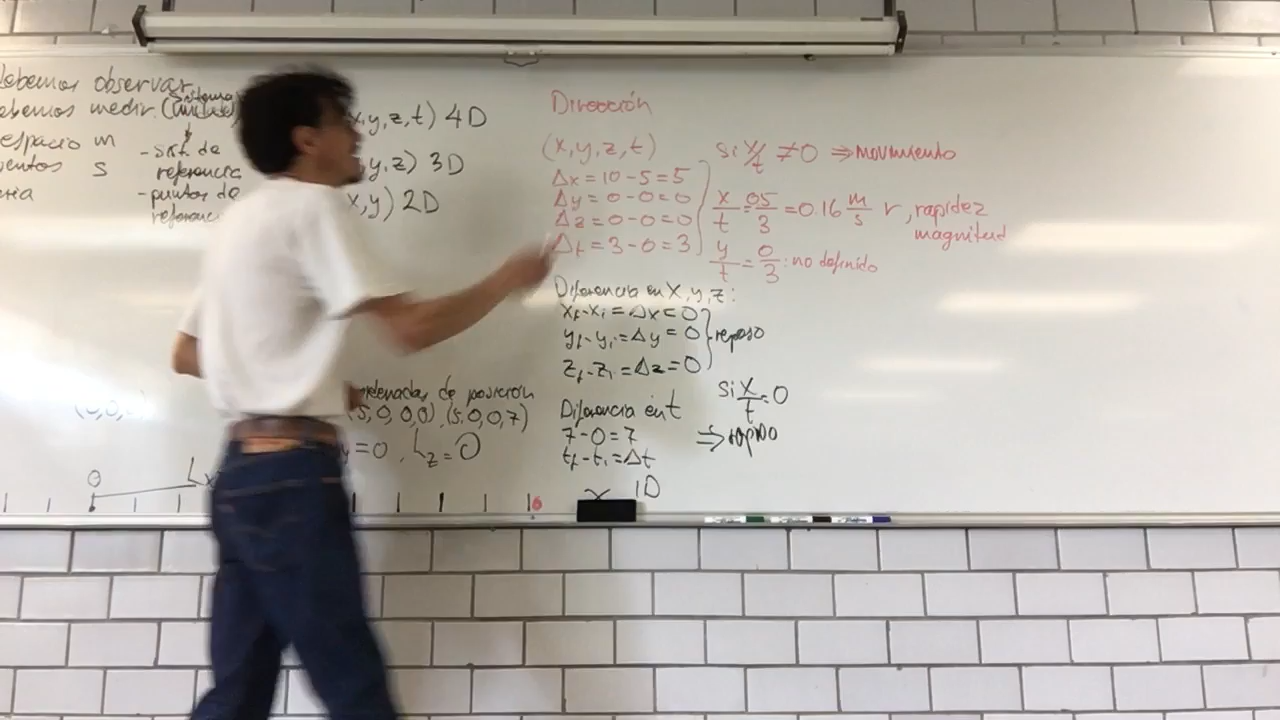 debemos observar
debemos medir (unidad)
sistema
espacio m
eventos s
- sist. de
referencia
- puntos de
referencia
x,y,z,t) 4D
,y,z) 3D
x,y) 2D
Dirección
(x,y,z,t)
Δx = 10 - 5 = 5
Δy = 0 - 0 = 0
Δz = 0 - 0 = 0
Δt = 3 - 0 = 3
si x/t ≠ 0 ⇒ movimiento
x/t = 05/3 = 0.16 m/s r, rapidez
magnitud
y/t = 0/3 : no definido
Diferencia en x, y, z:
xf - xi = Δx = 0
yf - yi = Δy = 0 } reposo
zf - zi = Δz = 0
Diferencia en t
7 - 0 = 7
tf - ti = Δt
si x/t = 0
x 1D
rdenadas de posición
(5,0,0,0), (5,0,0,7)
y = 0, Lz = 0
0 Lx